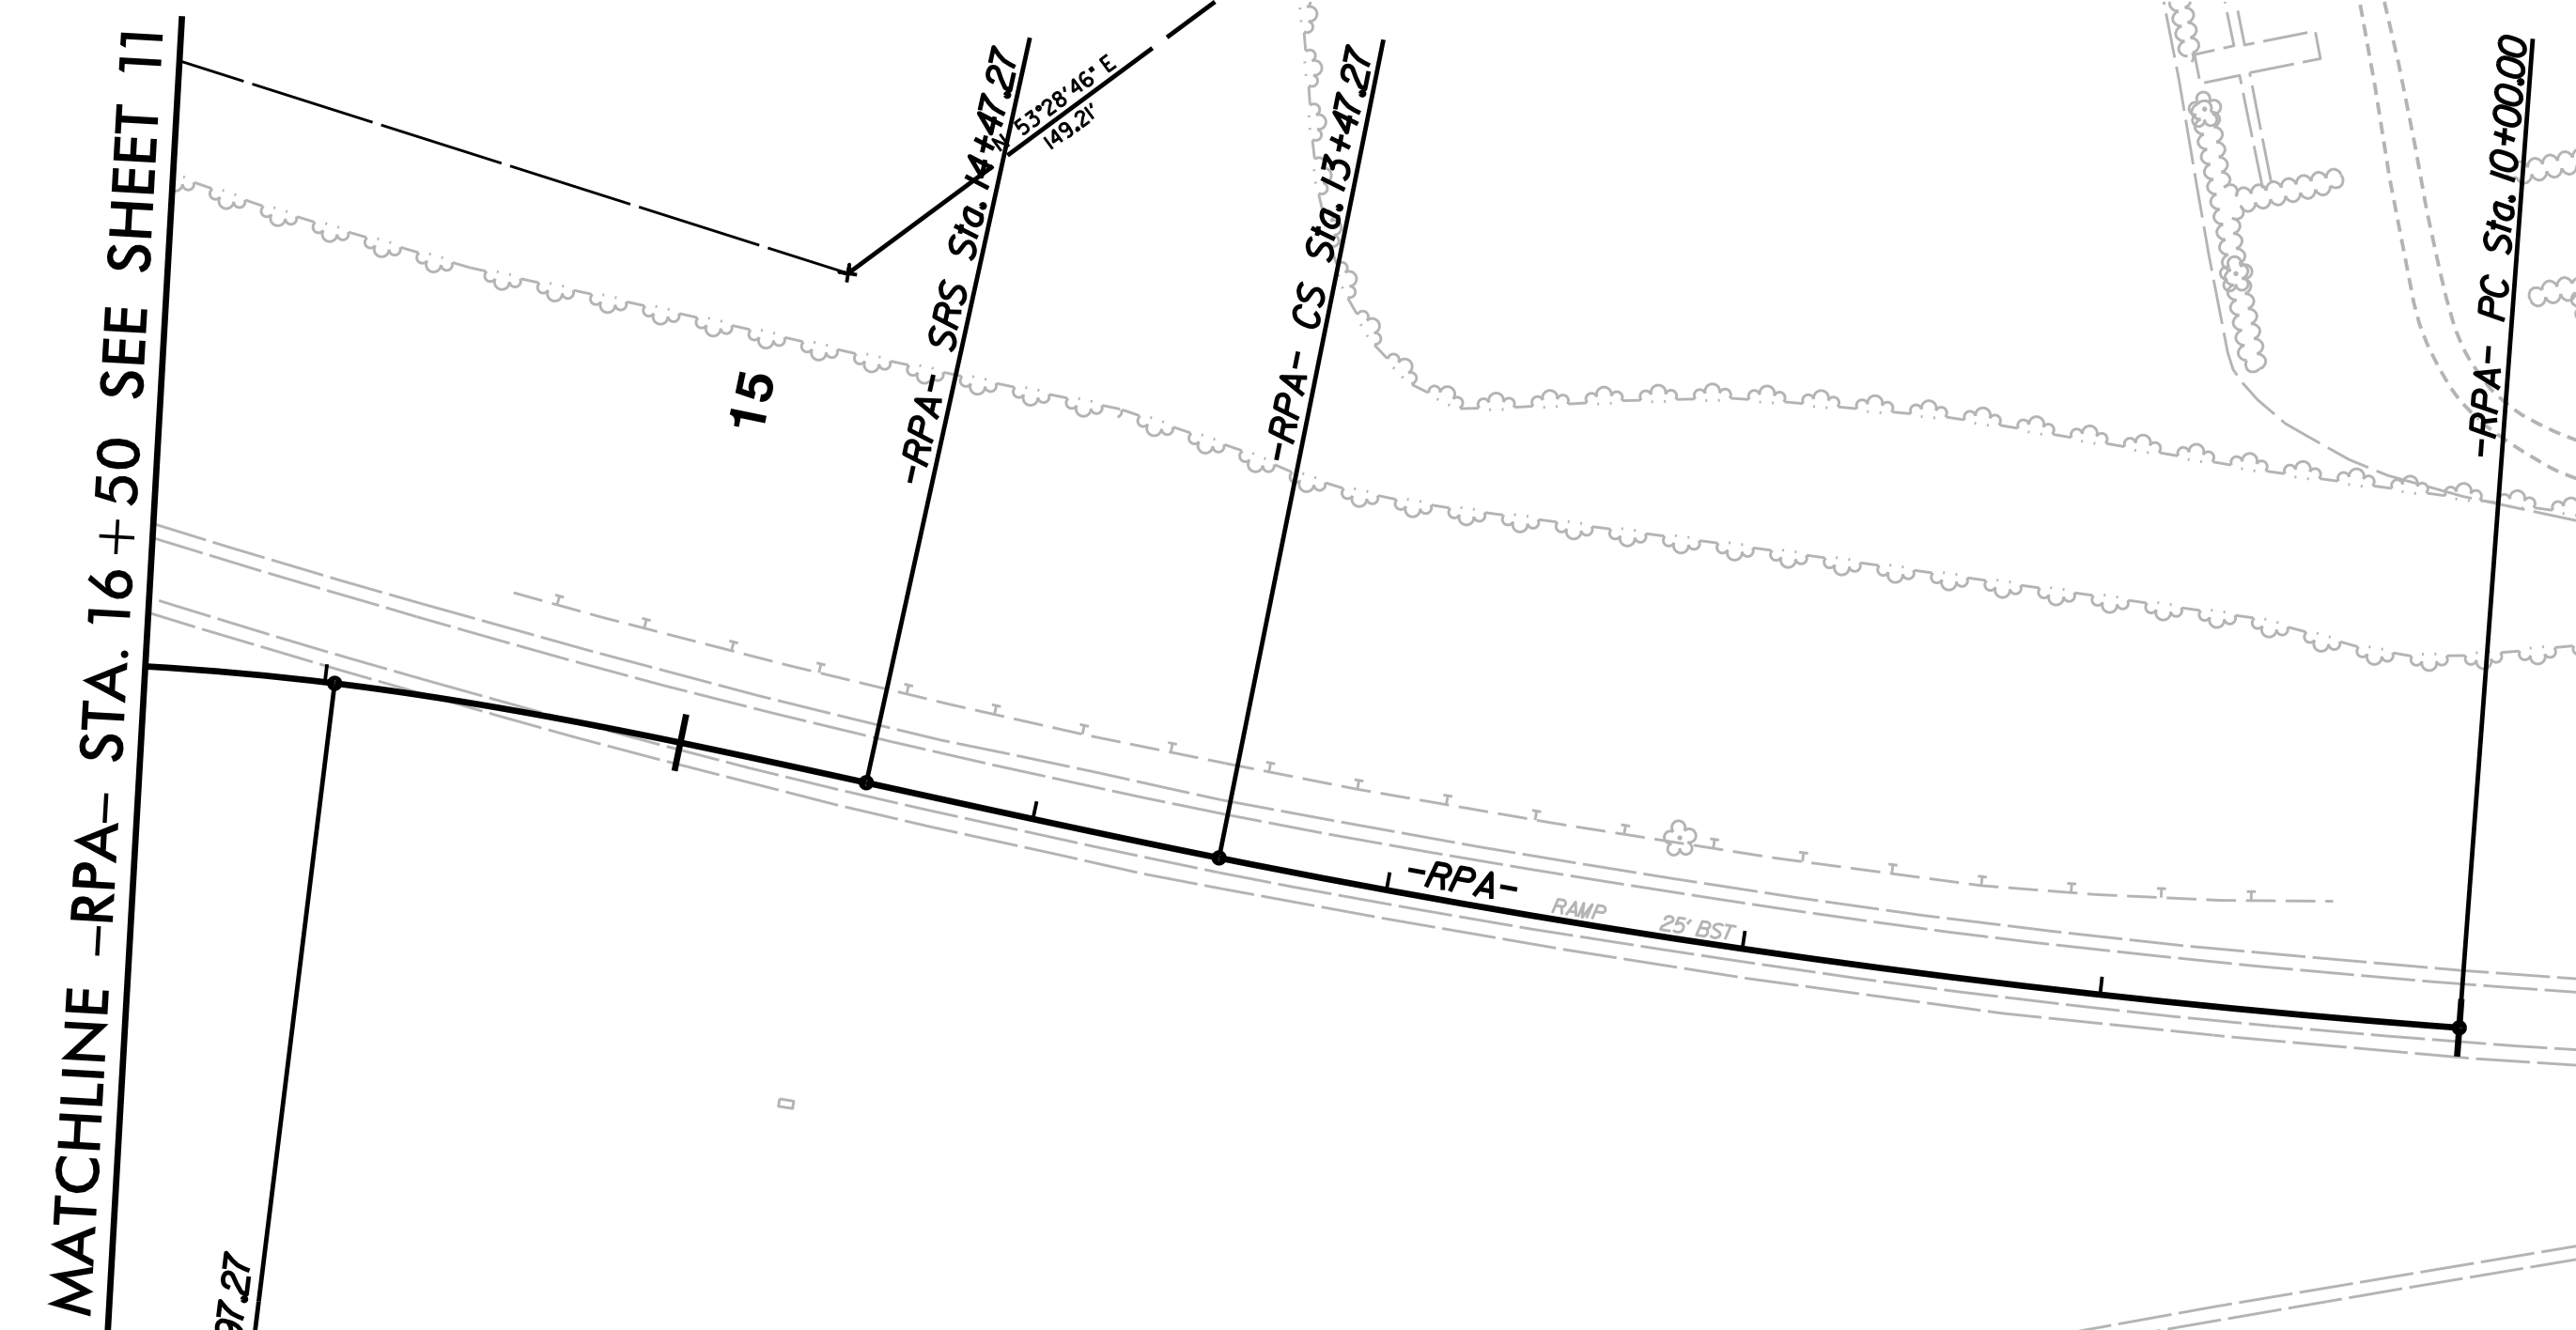 MATCHLINE -RPA- STA. 16+50 SEE SHEET 11
-RPA- SRS Sta. 14+47.27
N 53°28'46" E
149.21'
-RPA- CS Sta. 13+47.27
-RPA- PC Sta. 10+00.00
15
-RPA-
RAMP
25' BST
97.27